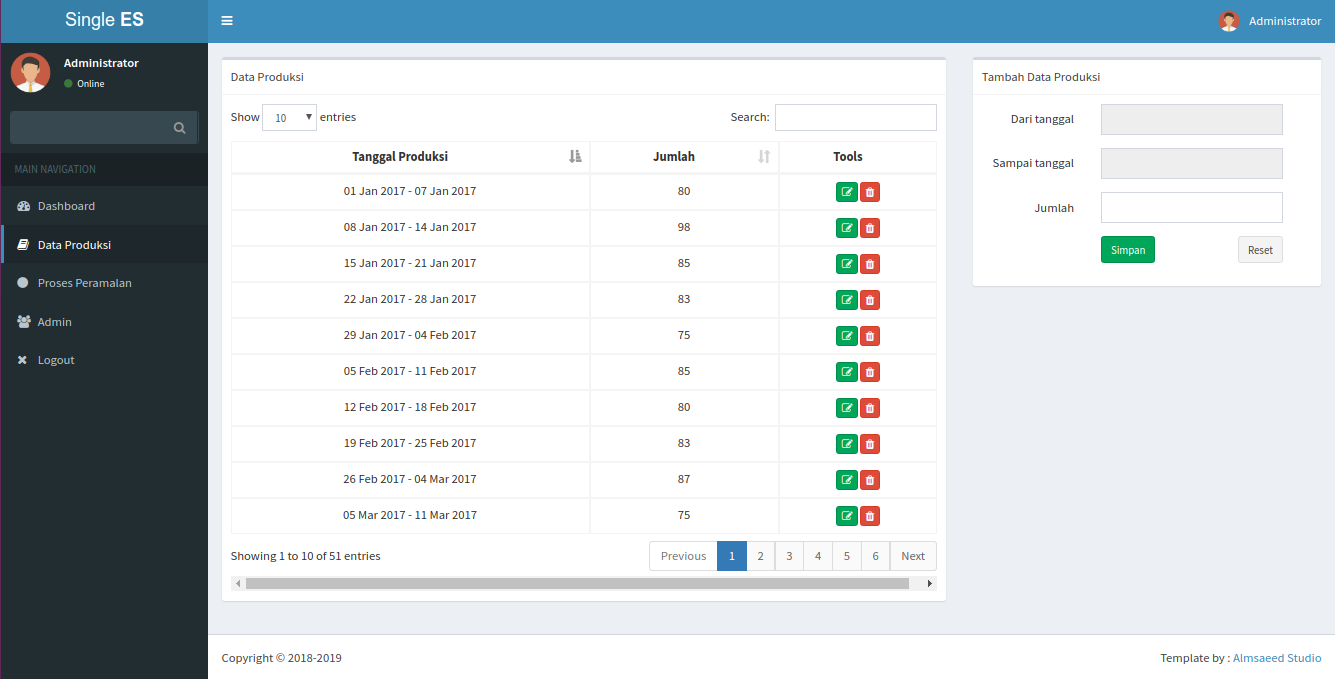 Single ES
Administrator
Administrator
Online
MAIN NAVIGATION
Dashboard
Data Produksi
Proses Peramalan
Admin
Logout
Data Produksi
Show 10 entries Search:
Tanggal Produksi Jumlah Tools
01 Jan 2017 - 07 Jan 2017 80
08 Jan 2017 - 14 Jan 2017 98
15 Jan 2017 - 21 Jan 2017 85
22 Jan 2017 - 28 Jan 2017 83
29 Jan 2017 - 04 Feb 2017 75
05 Feb 2017 - 11 Feb 2017 85
12 Feb 2017 - 18 Feb 2017 80
19 Feb 2017 - 25 Feb 2017 83
26 Feb 2017 - 04 Mar 2017 87
05 Mar 2017 - 11 Mar 2017 75
Showing 1 to 10 of 51 entries Previous 1 2 3 4 5 6 Next
Tambah Data Produksi
Dari tanggal
Sampai tanggal
Jumlah
Simpan Reset
Copyright © 2018-2019 Template by : Almsaeed Studio